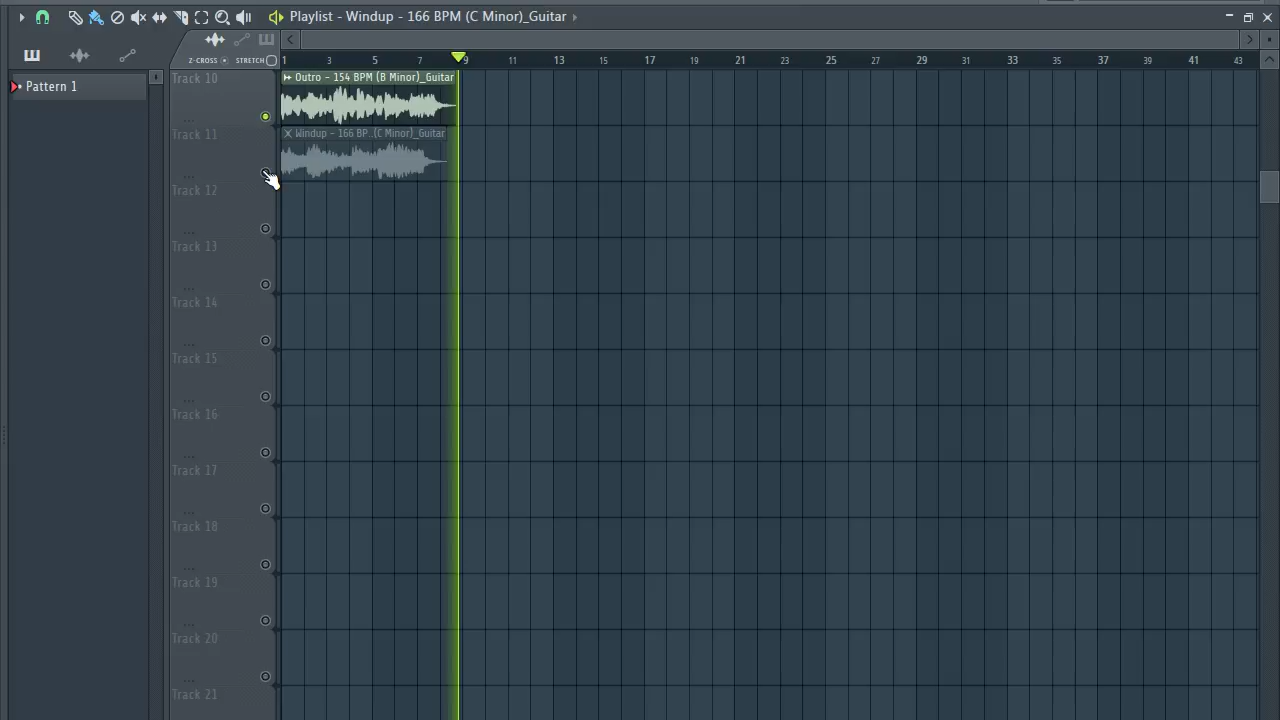 Playlist - Windup - 166 BPM (C Minor)_Guitar
Z-CROSS STRETCH
1 3 5 7 9 11 13 15 17 19 21 23 25 27 29 31 33 35 37 39 41 43
Pattern 1
Track 10
Outro - 154 BPM (B Minor)_Guitar
...
Track 11
Windup - 166 BP..(C Minor)_Guitar
...
Track 12
...
Track 13
...
Track 14
...
Track 15
...
Track 16
...
Track 17
...
Track 18
...
Track 19
...
Track 20
...
Track 21